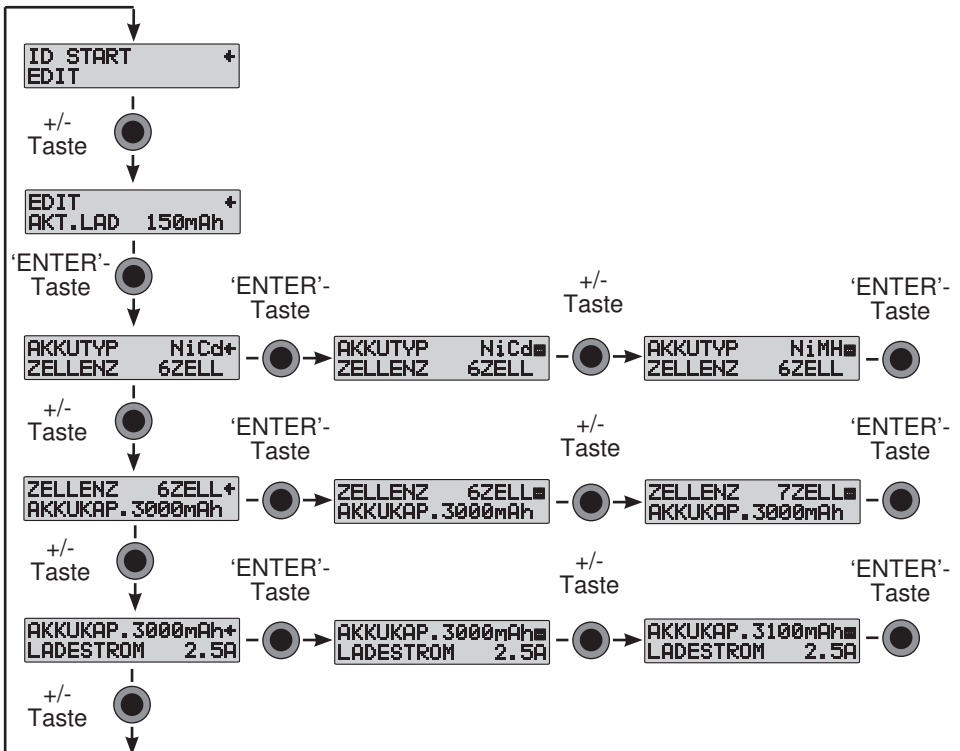 ID START ←
EDIT
+/-
Taste
EDIT ←
AKT.LAD 150mAh
‘ENTER’-
Taste
‘ENTER’-
Taste
+/-
Taste
‘ENTER’-
Taste
AKKUTYP NiCd←
ZELLENZ 6ZELL
AKKUTYP NiCd
ZELLENZ 6ZELL
AKKUTYP NiMH
ZELLENZ 6ZELL
+/-
Taste
‘ENTER’-
Taste
+/-
Taste
‘ENTER’-
Taste
ZELLENZ 6ZELL←
AKKUKAP.3000mAh
ZELLENZ 6ZELL
AKKUKAP.3000mAh
ZELLENZ 7ZELL
AKKUKAP.3000mAh
+/-
Taste
‘ENTER’-
Taste
+/-
Taste
‘ENTER’-
Taste
AKKUKAP.3000mAh←
LADESTROM 2.5A
AKKUKAP.3000mAh
LADESTROM 2.5A
AKKUKAP.3100mAh
LADESTROM 2.5A
+/-
Taste